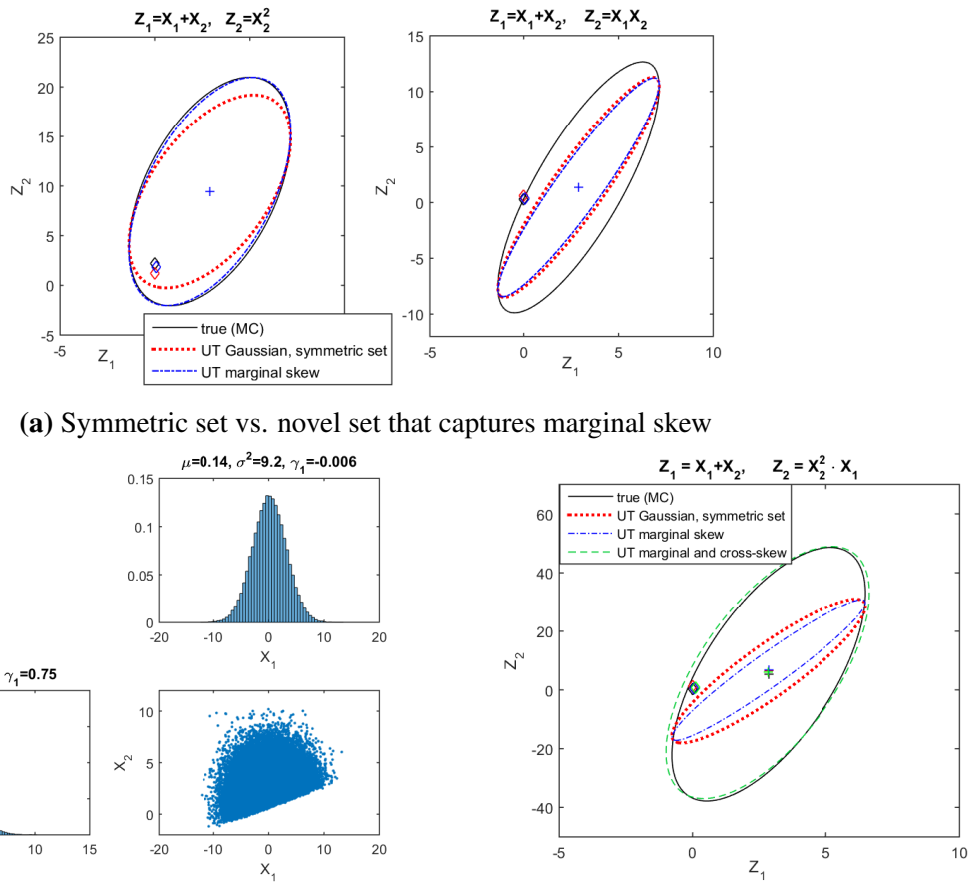 Z₁=X₁+X₂, Z₂=X₂²
25
20
15
10
5
0
-5
Z₂
-5
Z₁
true (MC)
UT Gaussian, symmetric set
UT marginal skew
Z₁=X₁+X₂, Z₂=X₁X₂
15
10
5
0
-5
-10
Z₂
-5 0 5 10
Z₁
(a) Symmetric set vs. novel set that captures marginal skew
μ=0.14, σ²=9.2, γ₁=-0.006
0.15
0.1
0.05
0
-20 -10 0 10 20
X₁
γ₁=0.75
10 15
10
5
0
X₂
-20 -10 0 10 20
X₁
Z₁ = X₁+X₂, Z₂ = X₂² · X₁
true (MC)
UT Gaussian, symmetric set
UT marginal skew
UT marginal and cross-skew
60
40
20
0
-20
-40
Z₂
-5 0 5 10
Z₁